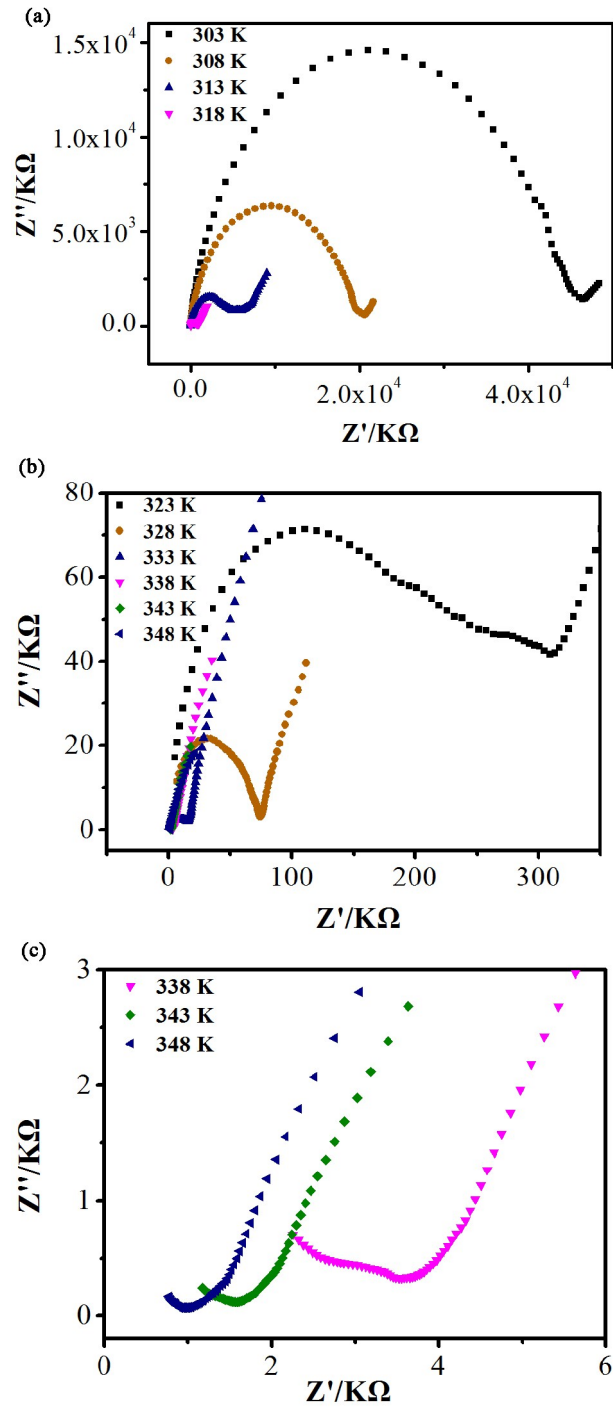 (a)
1.5x10⁴
1.0x10⁴
5.0x10³
0.0
Z''/KΩ
303 K
308 K
313 K
318 K
0.0
2.0x10⁴
4.0x10⁴
Z'/KΩ
(b)
80
60
40
20
0
Z''/KΩ
323 K
328 K
333 K
338 K
343 K
348 K
0
100
200
300
Z'/KΩ
(c)
3
2
1
0
Z''/KΩ
338 K
343 K
348 K
0
2
4
6
Z'/KΩ